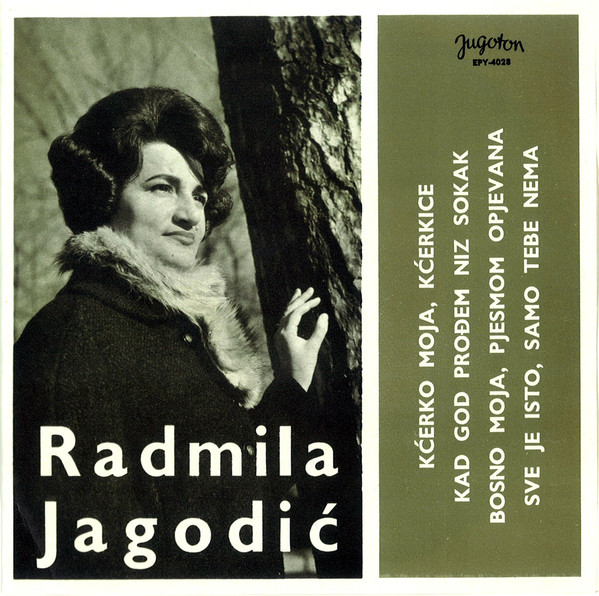 Jugoton
EPY-4028
KĆERKO MOJA, KĆERKICE
KAD GOD PROĐEM NIZ SOKAK
BOSNO MOJA, PJESMOM OPJEVANA
SVE JE ISTO, SAMO TEBE NEMA
Radmila
Jagodić